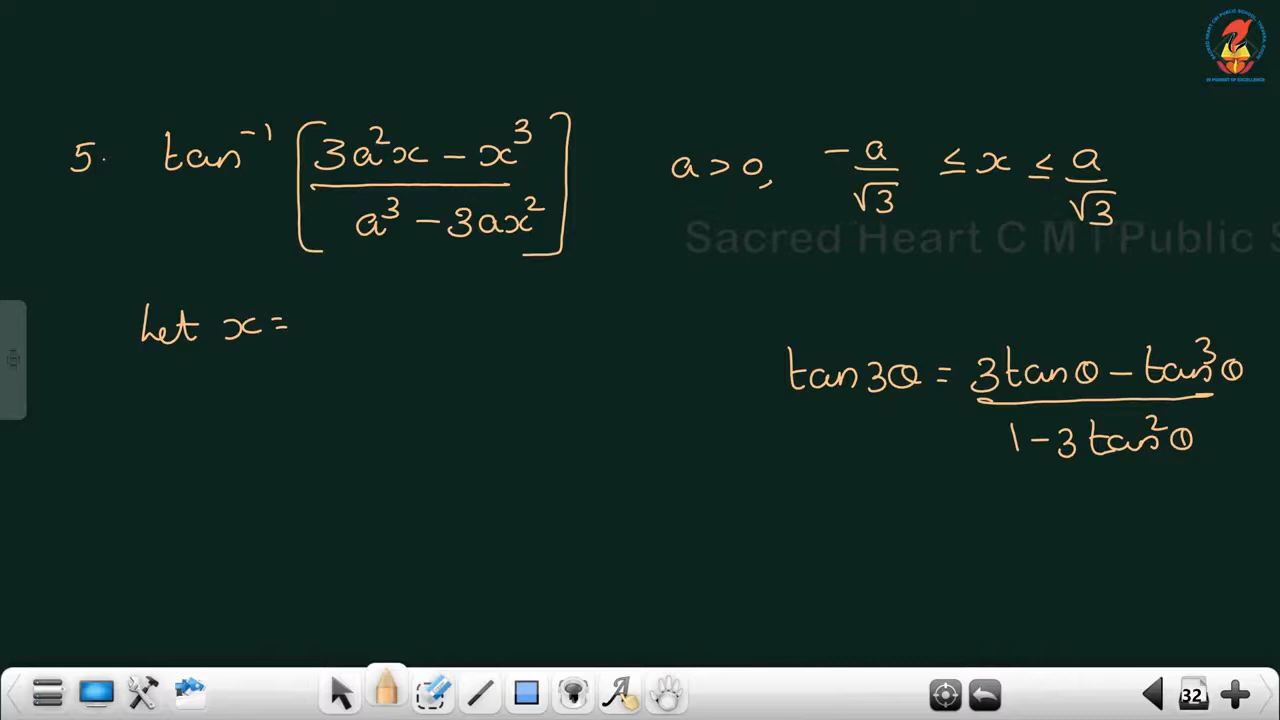 5. tan⁻¹ [ (3a²x − x³) / (a³ − 3ax²) ]   a > 0, −a/√3 ≤ x ≤ a/√3
Sacred Heart C M I Public S
Let x =
tan3θ = (3tanθ − tan³θ) / (1 − 3tan²θ)
32